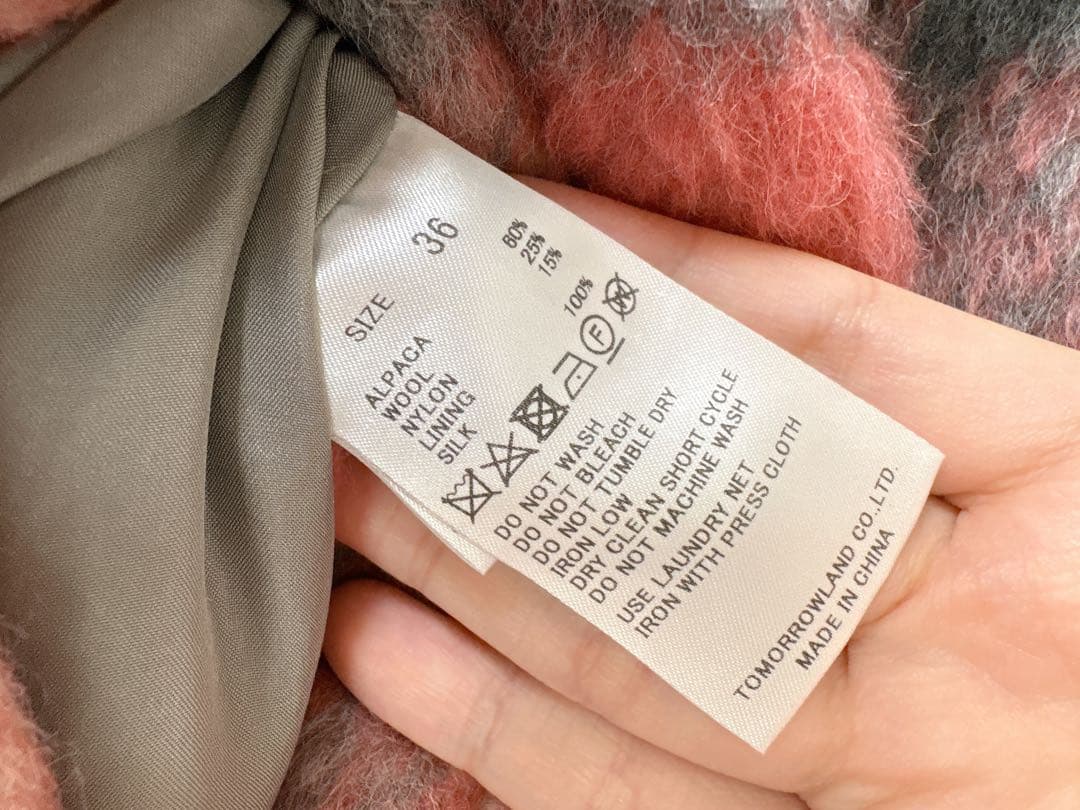 SIZE 36
ALPACA 60%
WOOL 25%
NYLON 15%
LINING
SILK 100%
F
W
DO NOT WASH
DO NOT BLEACH
DO NOT TUMBLE DRY
IRON LOW
DRY CLEAN SHORT CYCLE
DO NOT MACHINE WASH
USE LAUNDRY NET
IRON WITH PRESS CLOTH
TOMORROWLAND CO.,LTD.
MADE IN CHINA